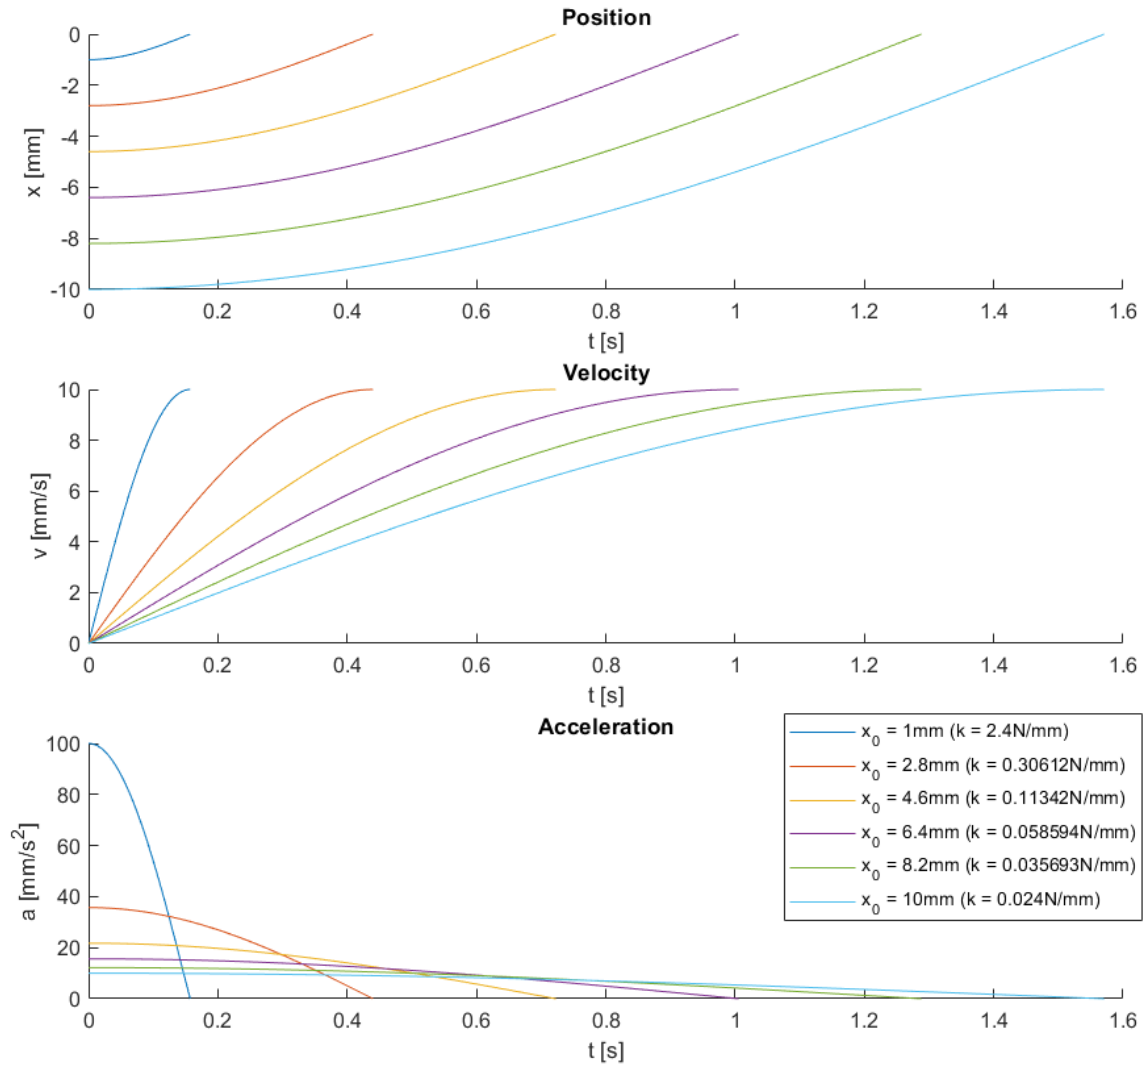 Position
0
-2
-4
-6
-8
-10
x [mm]
0 0.2 0.4 0.6 0.8 1 1.2 1.4 1.6
t [s]
Velocity
10
8
6
4
2
0
v [mm/s]
0 0.2 0.4 0.6 0.8 1 1.2 1.4 1.6
t [s]
Acceleration
100
80
60
40
20
0
a [mm/s²]
0 0.2 0.4 0.6 0.8 1 1.2 1.4 1.6
t [s]
x₀ = 1mm (k = 2.4N/mm)
x₀ = 2.8mm (k = 0.30612N/mm)
x₀ = 4.6mm (k = 0.11342N/mm)
x₀ = 6.4mm (k = 0.058594N/mm)
x₀ = 8.2mm (k = 0.035693N/mm)
x₀ = 10mm (k = 0.024N/mm)